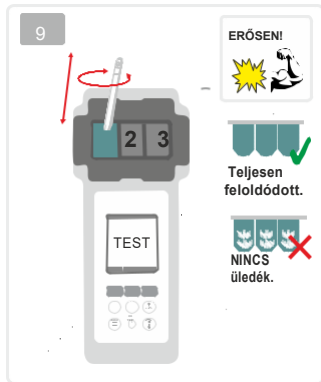 9
ERŐSEN!
2 3
Teljesen
feloldódott.
TEST
NINCS
üledék.